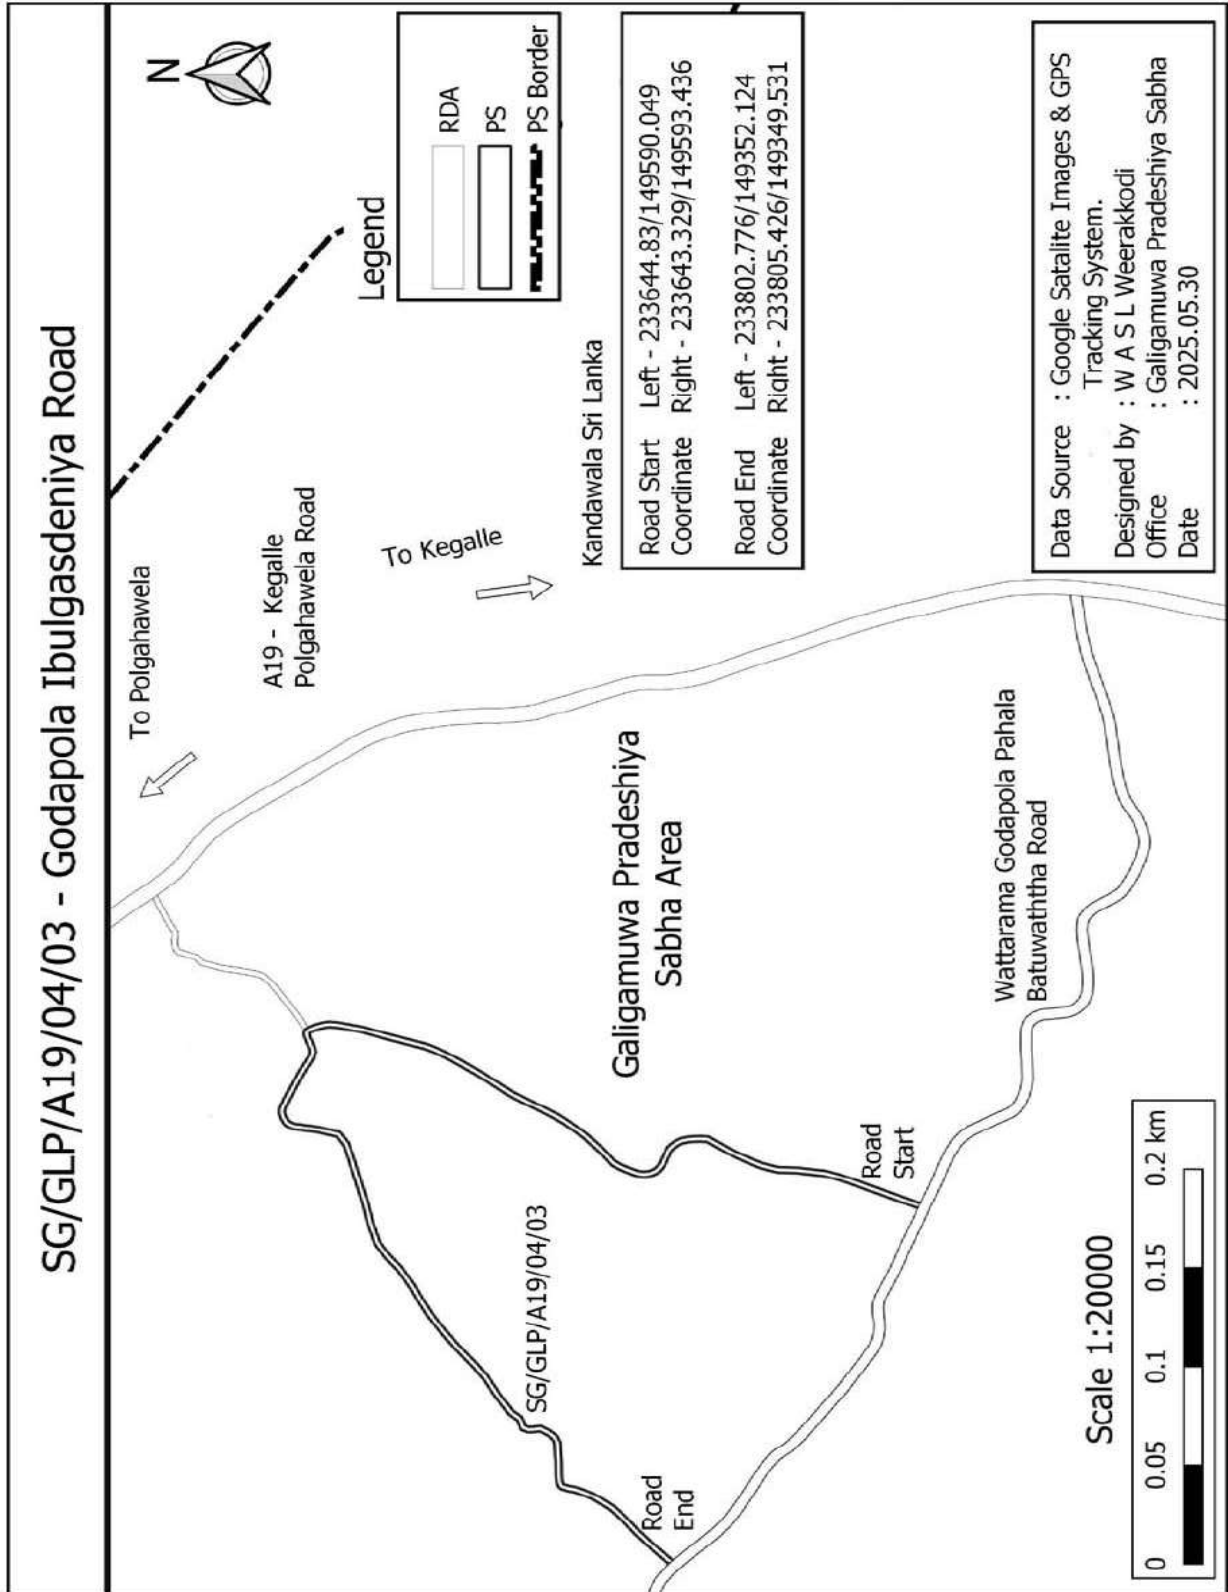 SG/GLP/A19/04/03 - Godapola Ibulgasdeniya Road
N
To Polgahawela
A19 - Kegalle
Polgahawela Road
To Kegalle
Legend
RDA
PS
PS Border
Kandawala Sri Lanka
Road Start Left - 233644.83/149590.049
Coordinate Right - 233643.329/149593.436
Road End Left - 233802.776/149352.124
Coordinate Right - 233805.426/149349.531
Galigamuwa Pradeshiya
Sabha Area
SG/GLP/A19/04/03
Road
Start
Road
End
Wattarama Godapola Pahala
Batuwaththa Road
Scale 1:20000
0 0.05 0.1 0.15 0.2 km
Data Source : Google Satalite Images & GPS
Tracking System.
Designed by : W A S L Weerakkodi
Office : Galigamuwa Pradeshiya Sabha
Date : 2025.05.30